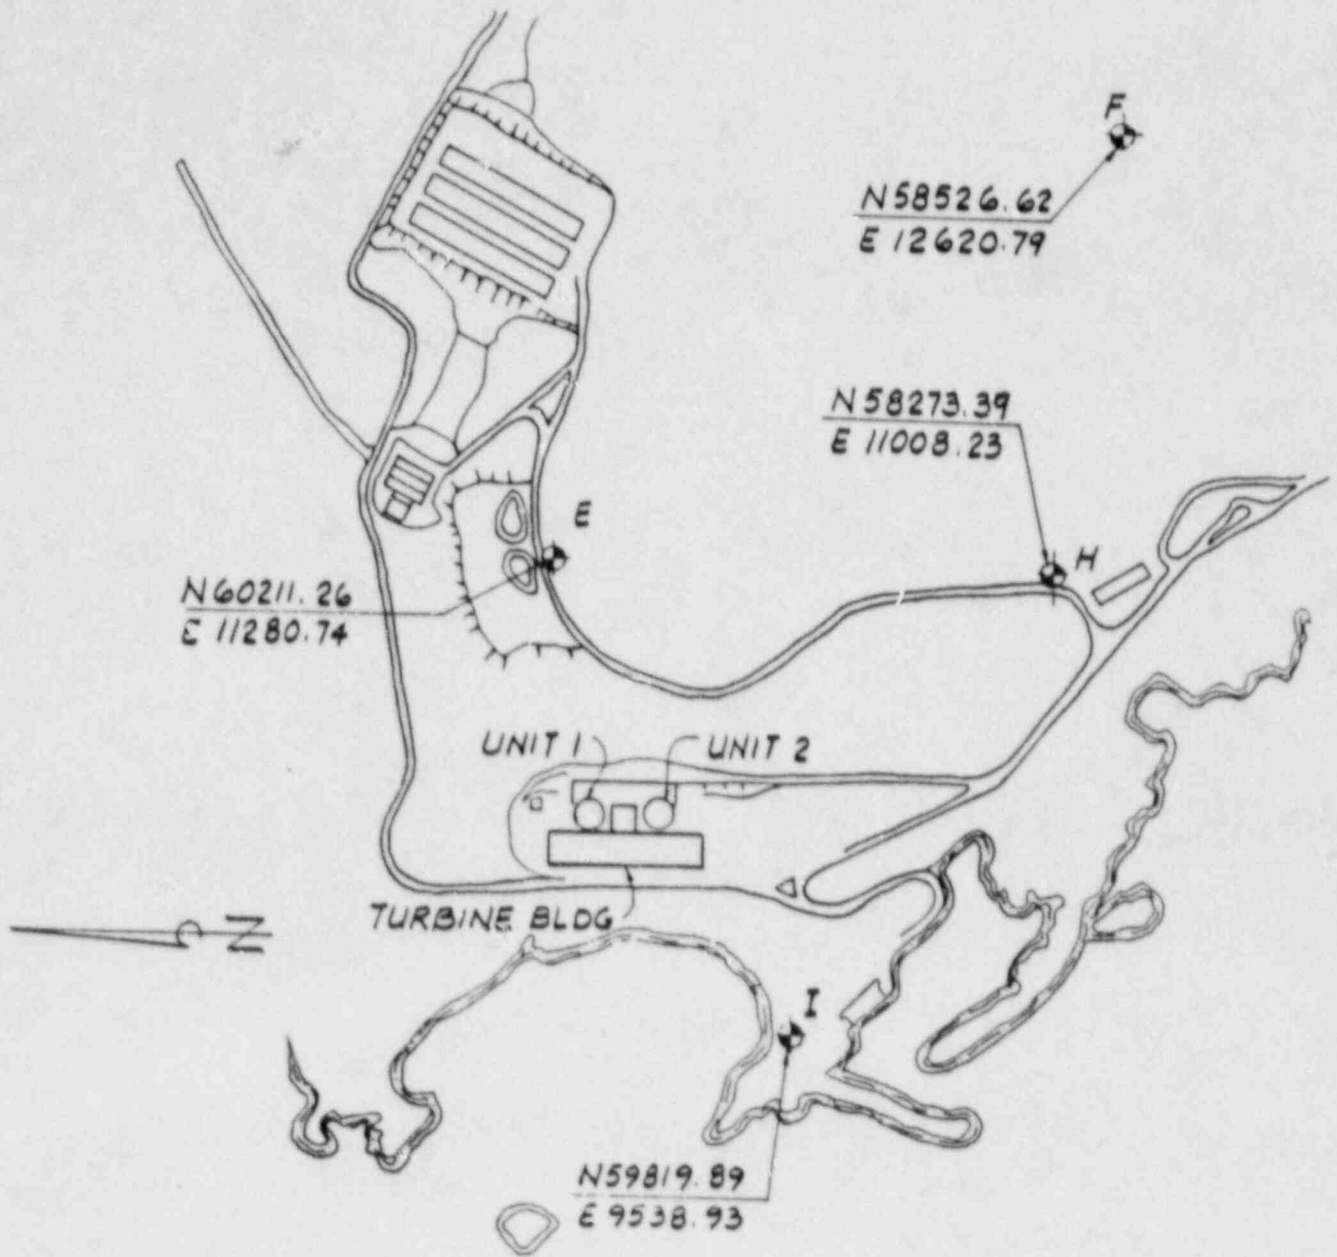 F
N58526.62
E 12620.79
N58273.39
E 11008.23
E
H
N60211.26
E 11280.74
UNIT 1
UNIT 2
TURBINE BLDG
N
I
N59819.89
E 9538.93